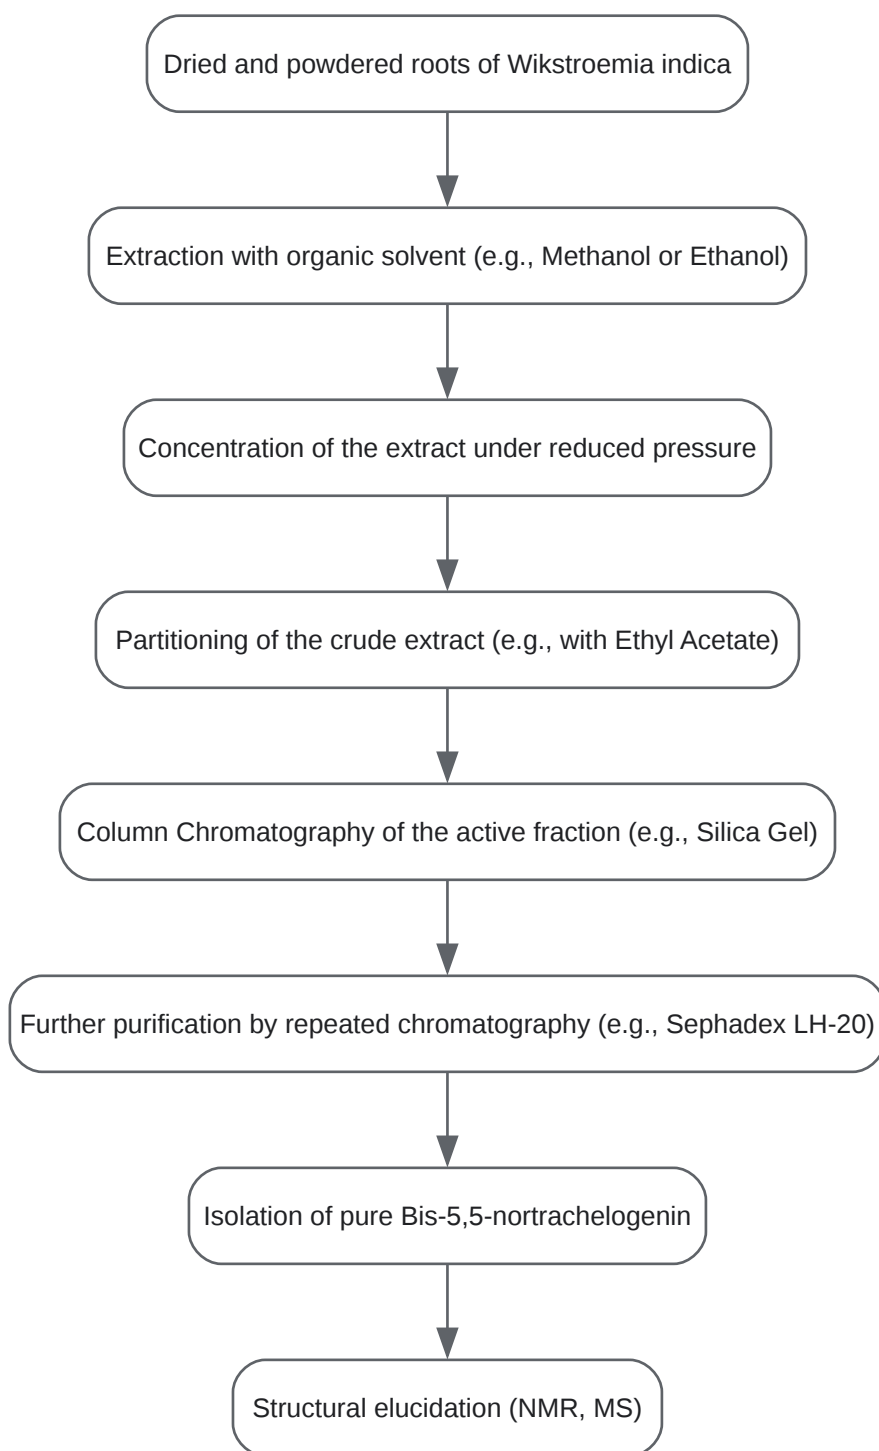 Dried and powdered roots of Wikstroemia indica
Extraction with organic solvent (e.g., Methanol or Ethanol)
Concentration of the extract under reduced pressure
Partitioning of the crude extract (e.g., with Ethyl Acetate)
Column Chromatography of the active fraction (e.g., Silica Gel)
Further purification by repeated chromatography (e.g., Sephadex LH-20)
Isolation of pure Bis-5,5-nortrachelogenin
Structural elucidation (NMR, MS)